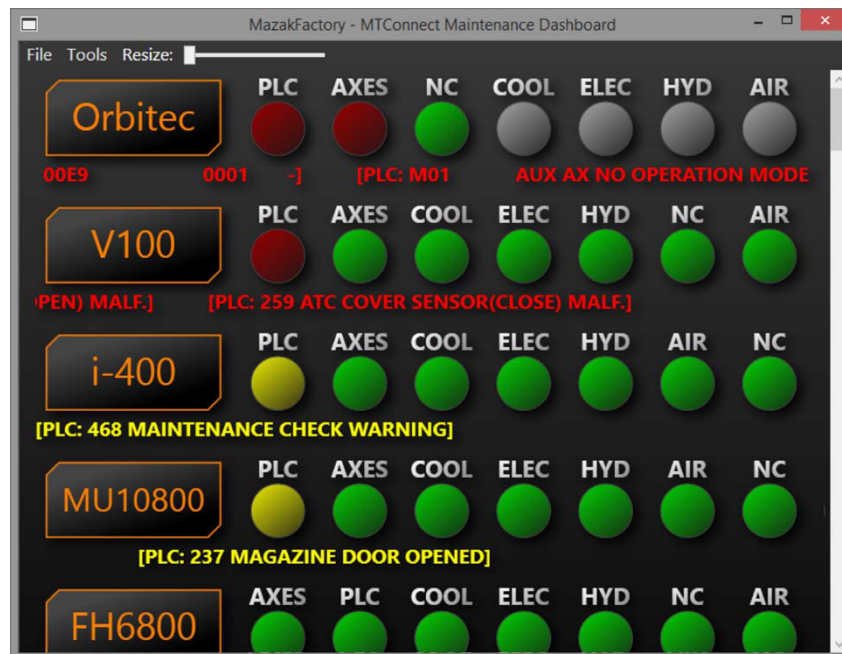 MazakFactory - MTConnect Maintenance Dashboard
File Tools Resize:
PLC AXES NC COOL ELEC HYD AIR
Orbitec
00E9 0001 -] [PLC: M01 AUX AX NO OPERATION MODE
PLC AXES COOL ELEC HYD NC AIR
V100
PEN) MALF.] [PLC: 259 ATC COVER SENSOR(CLOSE) MALF.]
PLC AXES COOL ELEC HYD AIR NC
i-400
[PLC: 468 MAINTENANCE CHECK WARNING]
PLC AXES COOL ELEC HYD AIR NC
MU10800
[PLC: 237 MAGAZINE DOOR OPENED]
AXES PLC COOL ELEC HYD NC AIR
FH6800